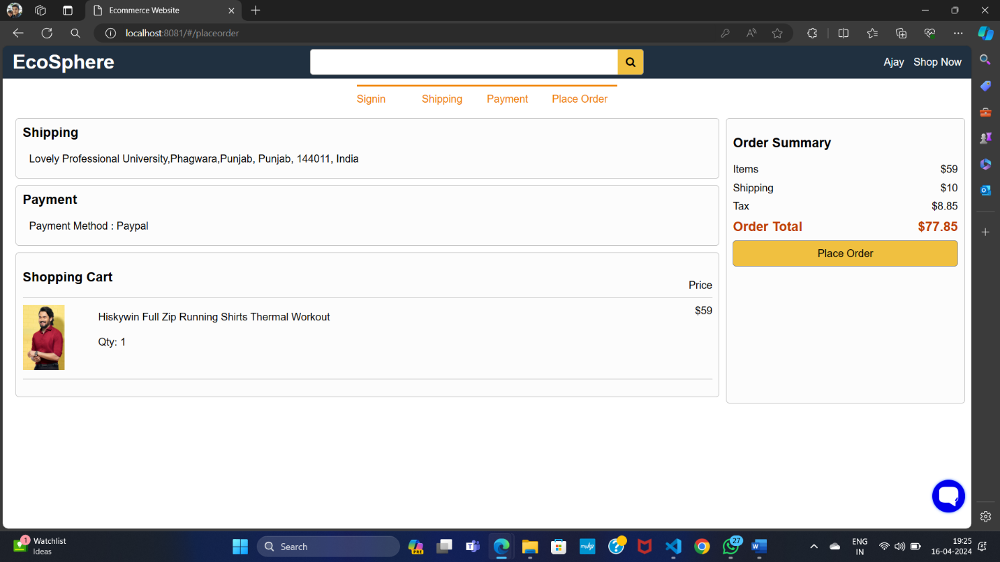 Ecommerce Website
localhost:8081/#/placeorder
EcoSphere
Ajay Shop Now
Signin Shipping Payment Place Order
Shipping
Lovely Professional University,Phagwara,Punjab, Punjab, 144011, India
Payment
Payment Method : Paypal
Shopping Cart
Price
Hiskywin Full Zip Running Shirts Thermal Workout
$59
Qty: 1
Order Summary
Items $59
Shipping $10
Tax $8.85
Order Total $77.85
Place Order
1
Watchlist
Ideas
Search
PRE
myhp
27
ENG
IN
19:25
16-04-2024